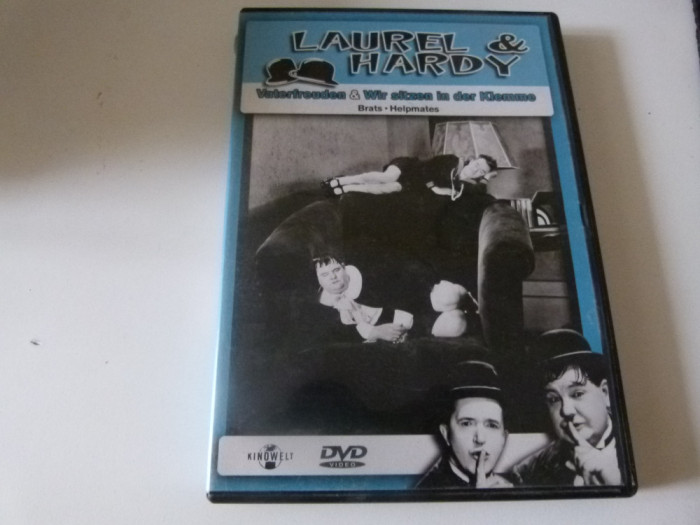 LAUREL &
HARDY
Vaterfreuden & Wir sitzen in der Klemme
Brats • Helpmates
KINOWELT
DVD
VIDEO